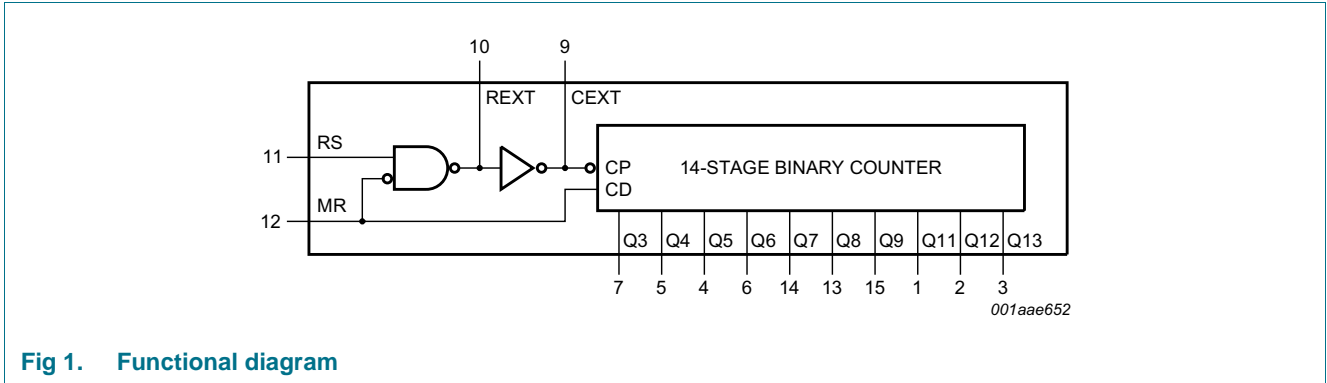 10 9
REXT CEXT
RS
11
CP 14-STAGE BINARY COUNTER
CD
MR
12
Q3 Q4 Q5 Q6 Q7 Q8 Q9 Q11 Q12 Q13
7 5 4 6 14 13 15 1 2 3
001aae652
Fig 1. Functional diagram